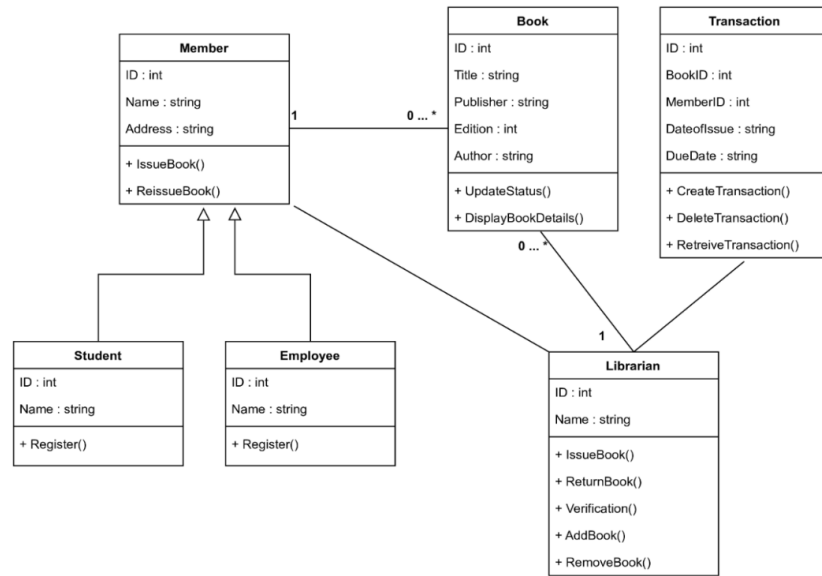 Member
ID : int
Name : string
Address : string
+ IssueBook()
+ ReissueBook()
1
0 ... *
Book
ID : int
Title : string
Publisher : string
Edition : int
Author : string
+ UpdateStatus()
+ DisplayBookDetails()
0 ... *
1
Transaction
ID : int
BookID : int
MemberID : int
DateofIssue : string
DueDate : string
+ CreateTransaction()
+ DeleteTransaction()
+ RetreiveTransaction()
Student
ID : int
Name : string
+ Register()
Employee
ID : int
Name : string
+ Register()
Librarian
ID : int
Name : string
+ IssueBook()
+ ReturnBook()
+ Verification()
+ AddBook()
+ RemoveBook()